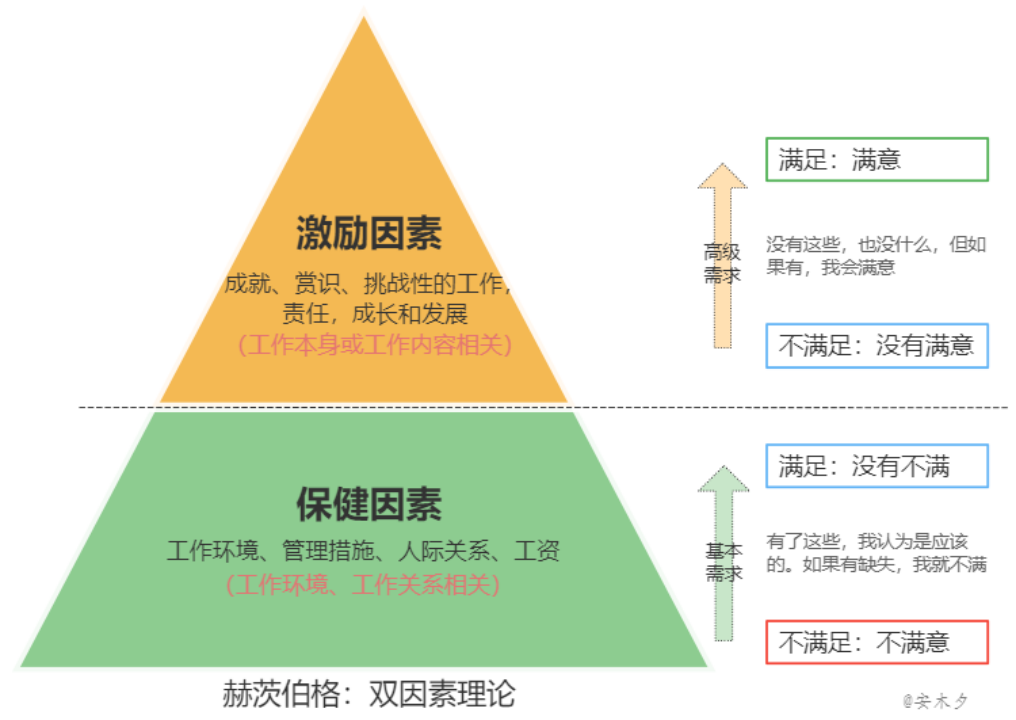 满足：满意
高级
需求
没有这些，也没什么，但如
果有，我会满意
不满足：没有满意
激励因素
成就、赏识、挑战性的工作，
责任，成长和发展
（工作本身或工作内容相关）
满足：没有不满
保健因素
工作环境、管理措施、人际关系、工资
（工作环境、工作关系相关）
基本
需求
有了这些，我认为是应该
的。如果有缺失，我就不满
不满足：不满意
赫茨伯格：双因素理论
@安木夕